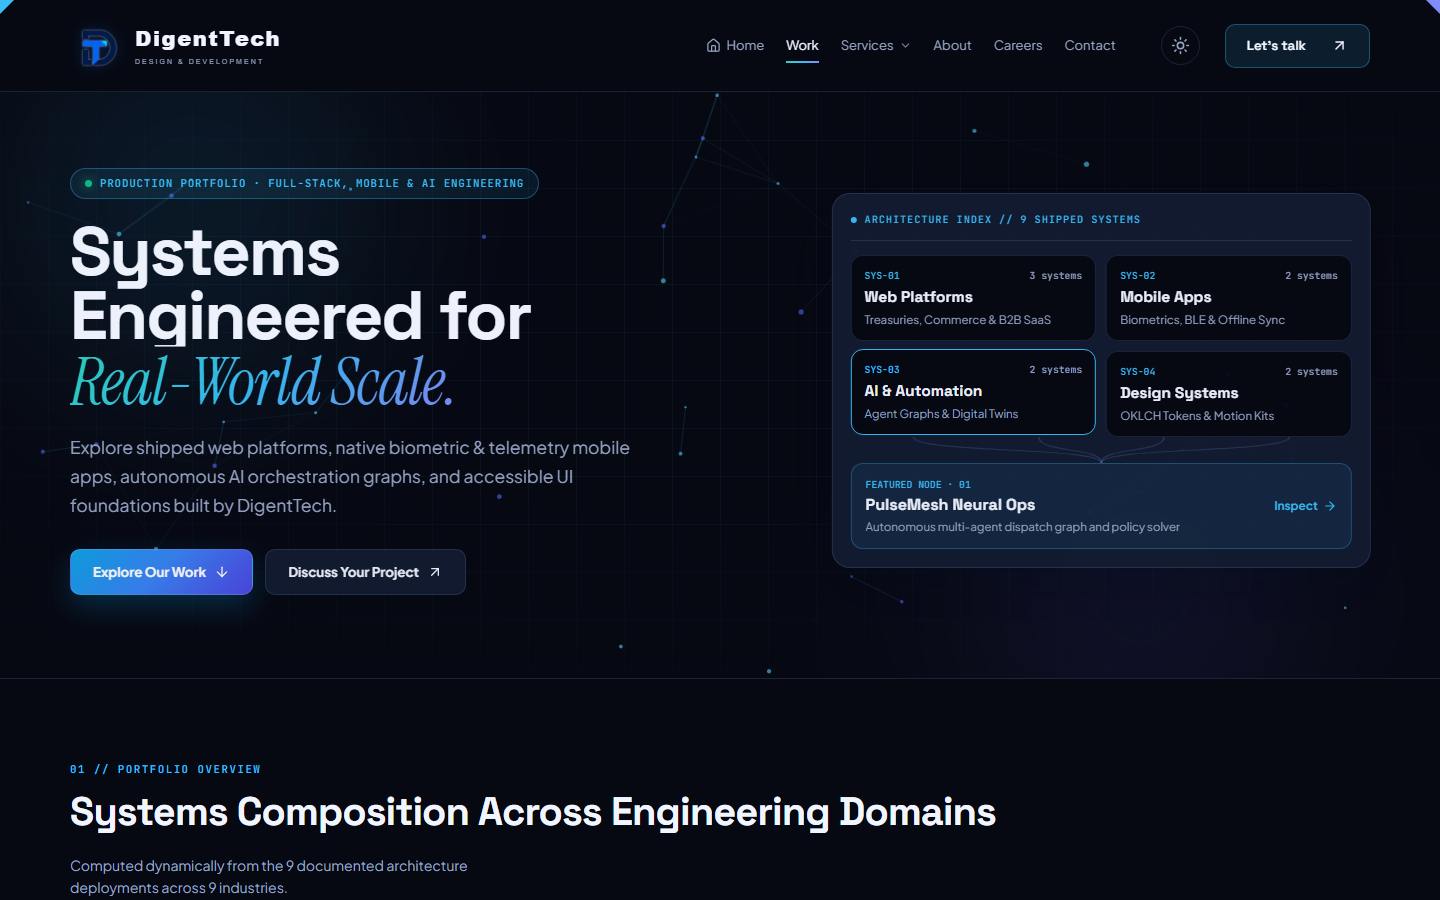 DigentTech
DESIGN & DEVELOPMENT
Home
Work
Services
About
Careers
Contact
Let's talk
PRODUCTION PORTFOLIO · FULL-STACK, MOBILE & AI ENGINEERING
Systems
Engineered for
Real-World Scale.
Explore shipped web platforms, native biometric & telemetry mobile
apps, autonomous AI orchestration graphs, and accessible UI
foundations built by DigentTech.
Explore Our Work
Discuss Your Project
ARCHITECTURE INDEX // 9 SHIPPED SYSTEMS
SYS-01
3 systems
Web Platforms
Treasuries, Commerce & B2B SaaS
SYS-02
2 systems
Mobile Apps
Biometrics, BLE & Offline Sync
SYS-03
2 systems
AI & Automation
Agent Graphs & Digital Twins
SYS-04
2 systems
Design Systems
OKLCH Tokens & Motion Kits
FEATURED NODE · 01
PulseMesh Neural Ops
Autonomous multi-agent dispatch graph and policy solver
Inspect
01 // PORTFOLIO OVERVIEW
Systems Composition Across Engineering Domains
Computed dynamically from the 9 documented architecture
deployments across 9 industries.